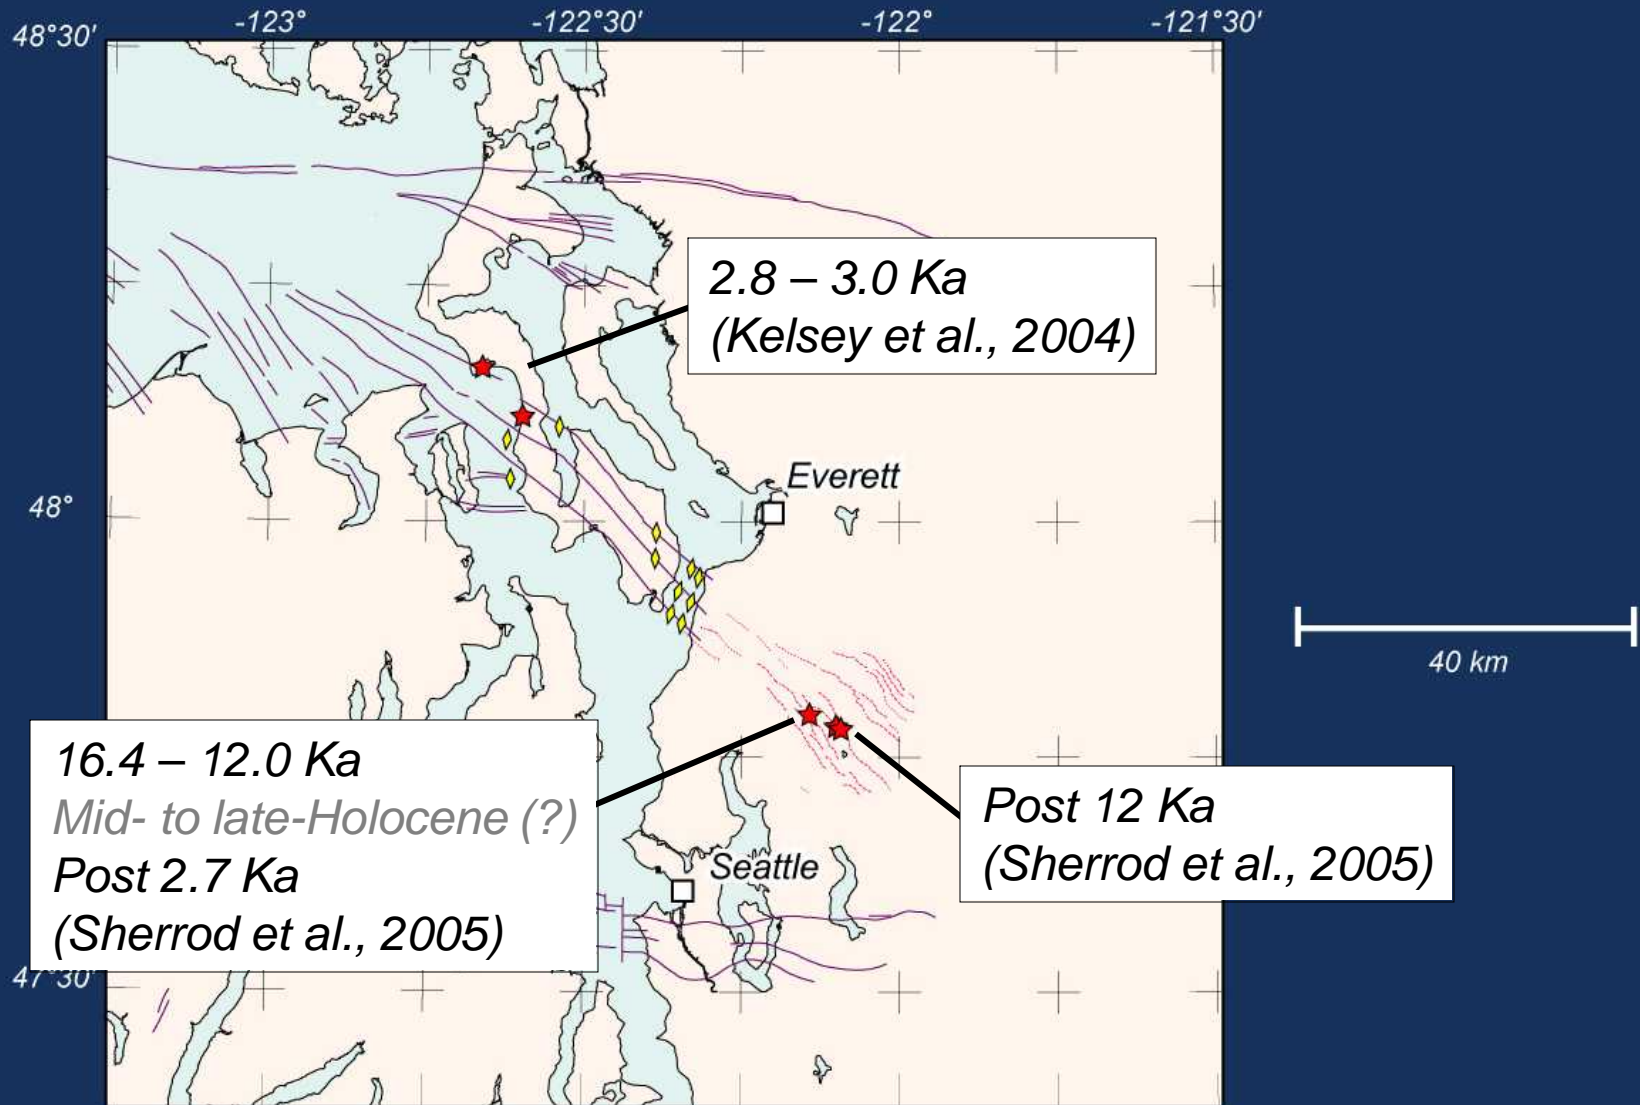 -123°
-122°30'
-122°
-121°30'
48°30'
2.8 – 3.0 Ka
(Kelsey et al., 2004)
Everett
48°
40 km
16.4 – 12.0 Ka
Mid- to late-Holocene (?)
Post 2.7 Ka
(Sherrod et al., 2005)
Post 12 Ka
(Sherrod et al., 2005)
Seattle
47°30'